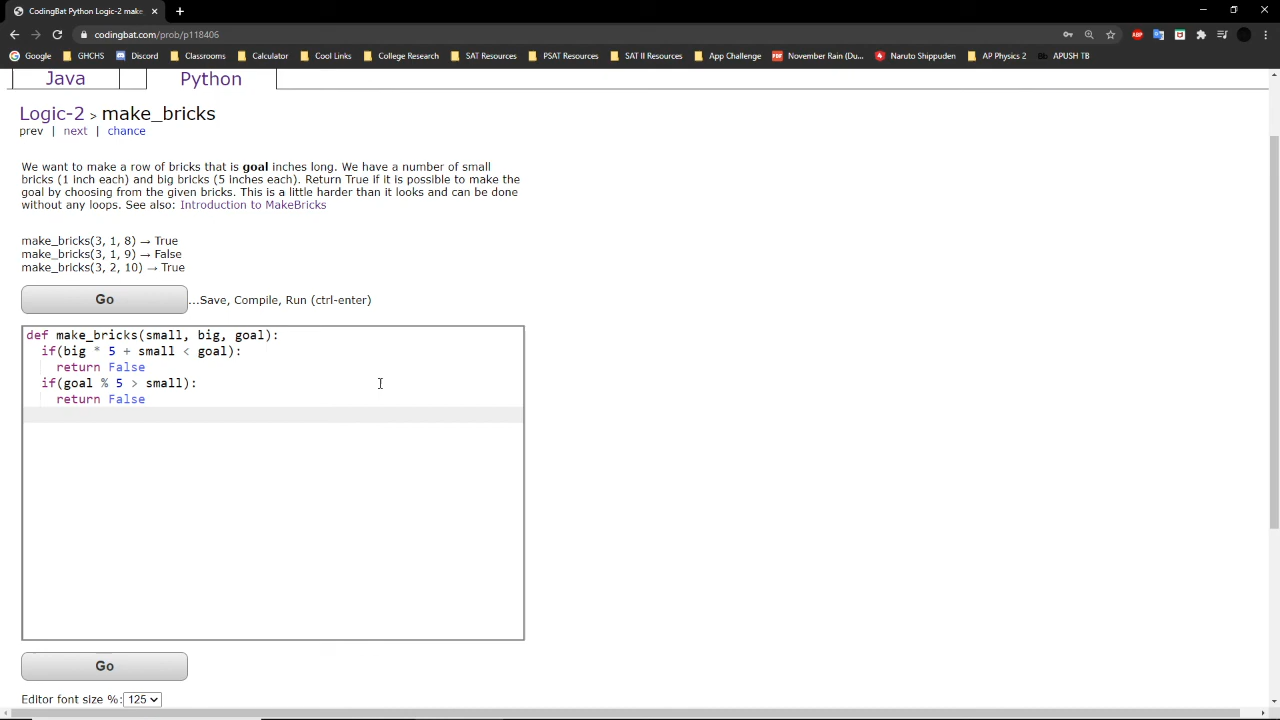 CodingBat Python Logic-2 make
codingbat.com/prob/p118406
Google GHCHS Discord Classrooms Calculator Cool Links College Research SAT Resources PSAT Resources SAT II Resources App Challenge November Rain (Du... Naruto Shippuden AP Physics 2 APUSH TB
Java Python
Logic-2 > make_bricks
prev | next | chance
We want to make a row of bricks that is goal inches long. We have a number of small
bricks (1 inch each) and big bricks (5 inches each). Return True if it is possible to make the
goal by choosing from the given bricks. This is a little harder than it looks and can be done
without any loops. See also: Introduction to MakeBricks
make_bricks(3, 1, 8) → True
make_bricks(3, 1, 9) → False
make_bricks(3, 2, 10) → True
Go ...Save, Compile, Run (ctrl-enter)
def make_bricks(small, big, goal):
if(big * 5 + small < goal):
return False
if(goal % 5 > small):
return False
Go
Editor font size %: 125